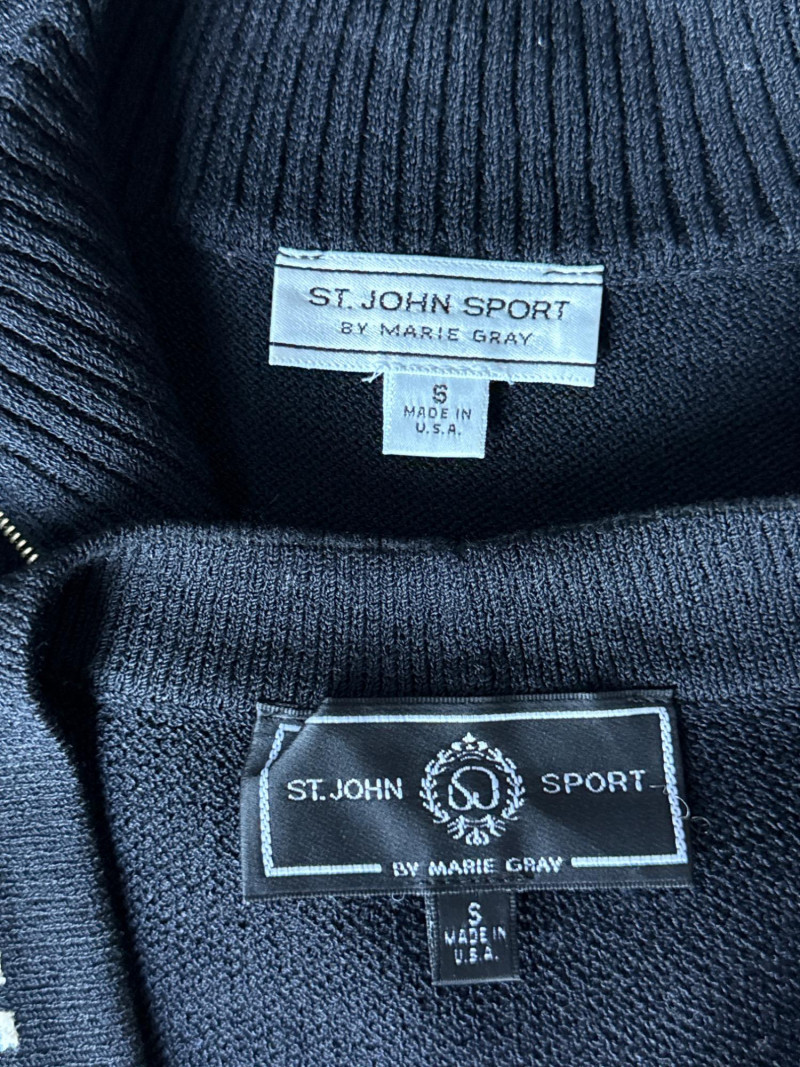 ST. JOHN SPORT
BY MARIE GRAY
S
MADE IN
U.S.A.
ST. JOHN SPORT
BY MARIE GRAY
S
MADE IN
U.S.A.